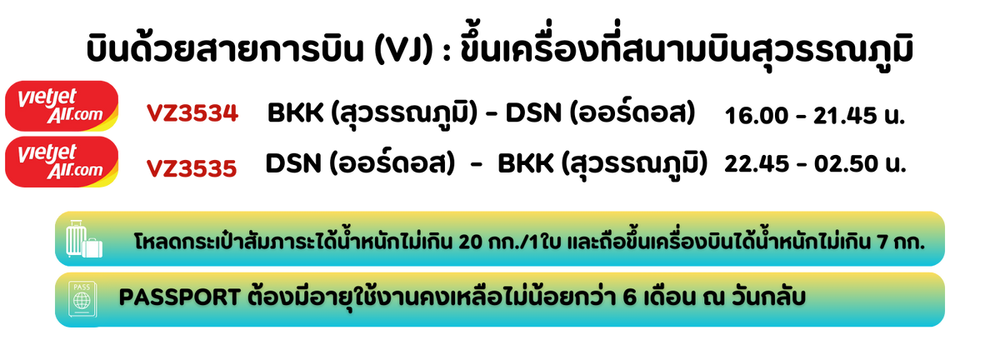 บินด้วยสายการบิน (VJ) : ขึ้นเครื่องที่สนามบินสุวรรณภูมิ
vietjet Air.com VZ3534 BKK (สุวรรณภูมิ) - DSN (ออร์ดอส) 16.00 - 21.45 น.
vietjet Air.com VZ3535 DSN (ออร์ดอส) - BKK (สุวรรณภูมิ) 22.45 - 02.50 น.
โหลดกระเป๋าสัมภาระได้น้ำหนักไม่เกิน 20 กก./1ใบ และถือขึ้นเครื่องบินได้น้ำหนักไม่เกิน 7 กก.
PASS PASSPORT ต้องมีอายุใช้งานคงเหลือไม่น้อยกว่า 6 เดือน ณ วันกลับ